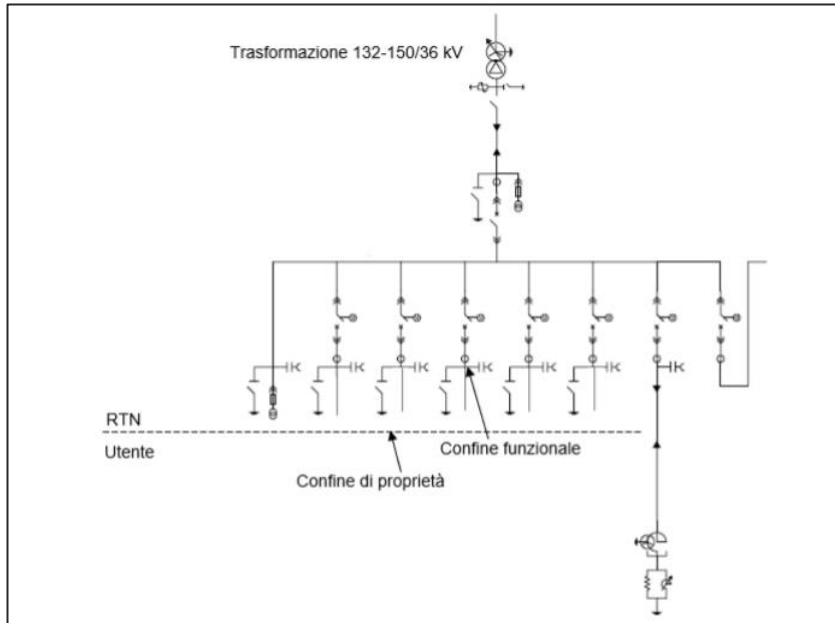 Trasformazione 132-150/36 kV
RTN
Utente
Confine funzionale
Confine di proprietà